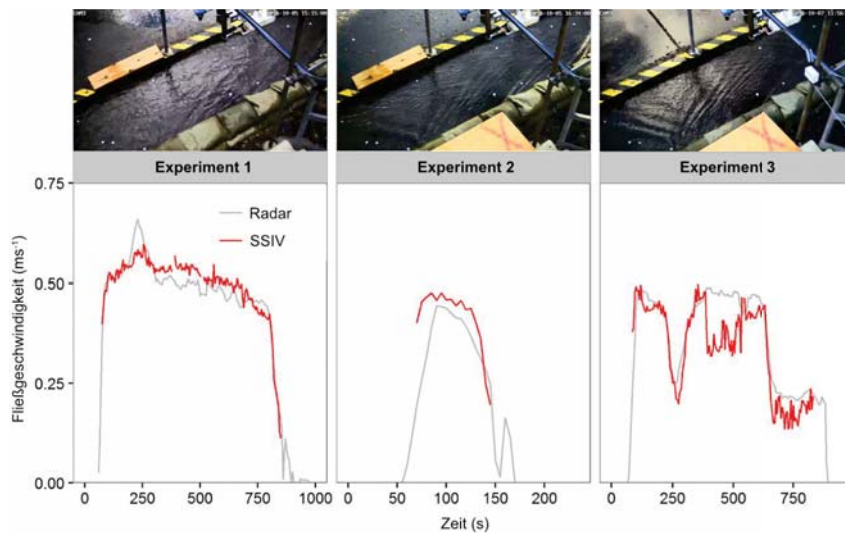 Experiment 1
Experiment 2
Experiment 3
Fließgeschwindigkeit (ms⁻¹)
0.75
0.50
0.25
0.00
Radar
SSIV
0 250 500 750 1000
0 50 100 150 200
0 250 500 750
Zeit (s)